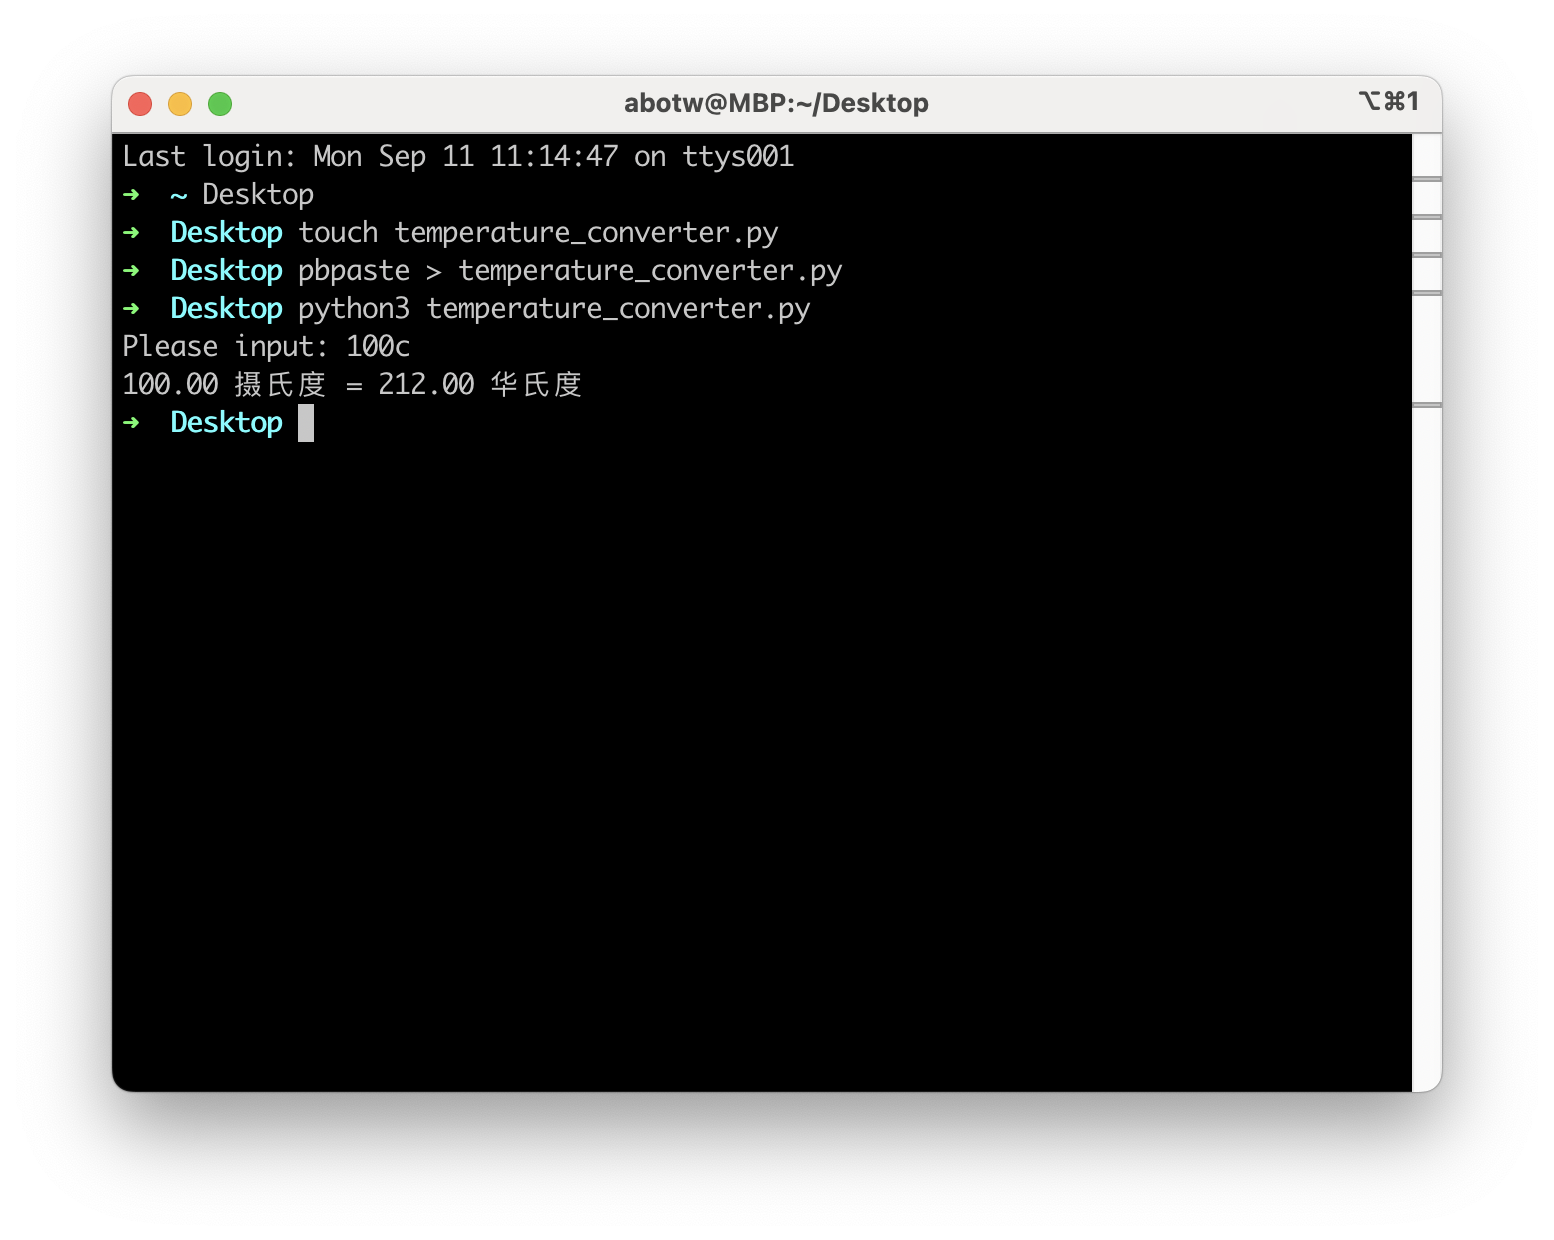 abotw@MBP:~/Desktop ⌥⌘1
Last login: Mon Sep 11 11:14:47 on ttys001
➜  ~ Desktop
➜  Desktop touch temperature_converter.py
➜  Desktop pbpaste > temperature_converter.py
➜  Desktop python3 temperature_converter.py
Please input: 100c
100.00 摄氏度 = 212.00 华氏度
➜  Desktop